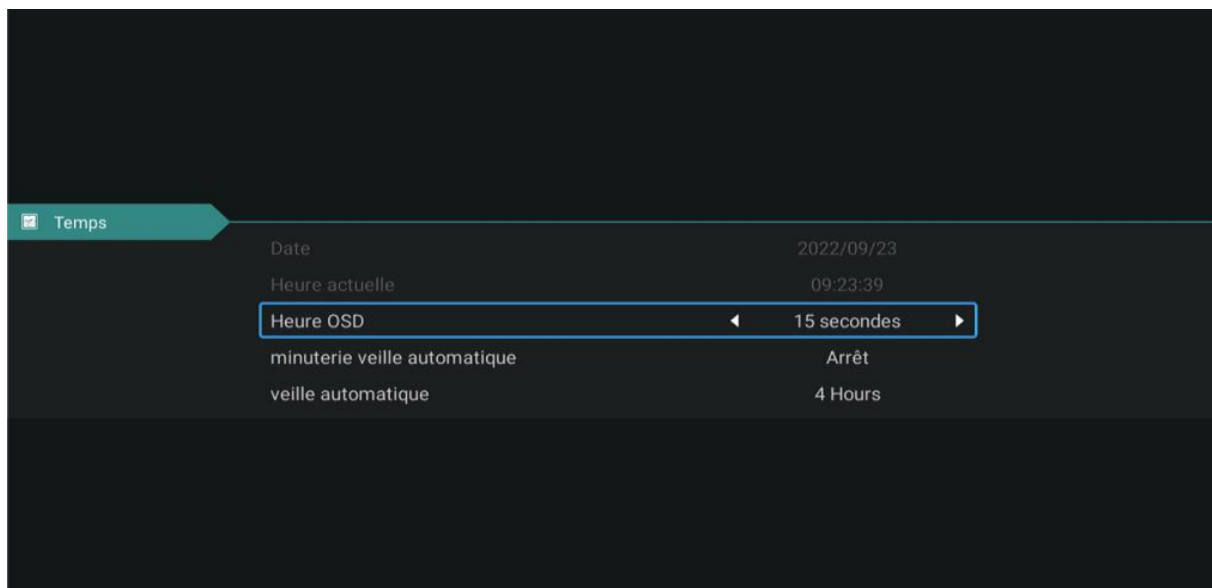 Temps
Date 2022/09/23
Heure actuelle 09:23:39
Heure OSD 15 secondes
minuterie veille automatique Arrêt
veille automatique 4 Hours